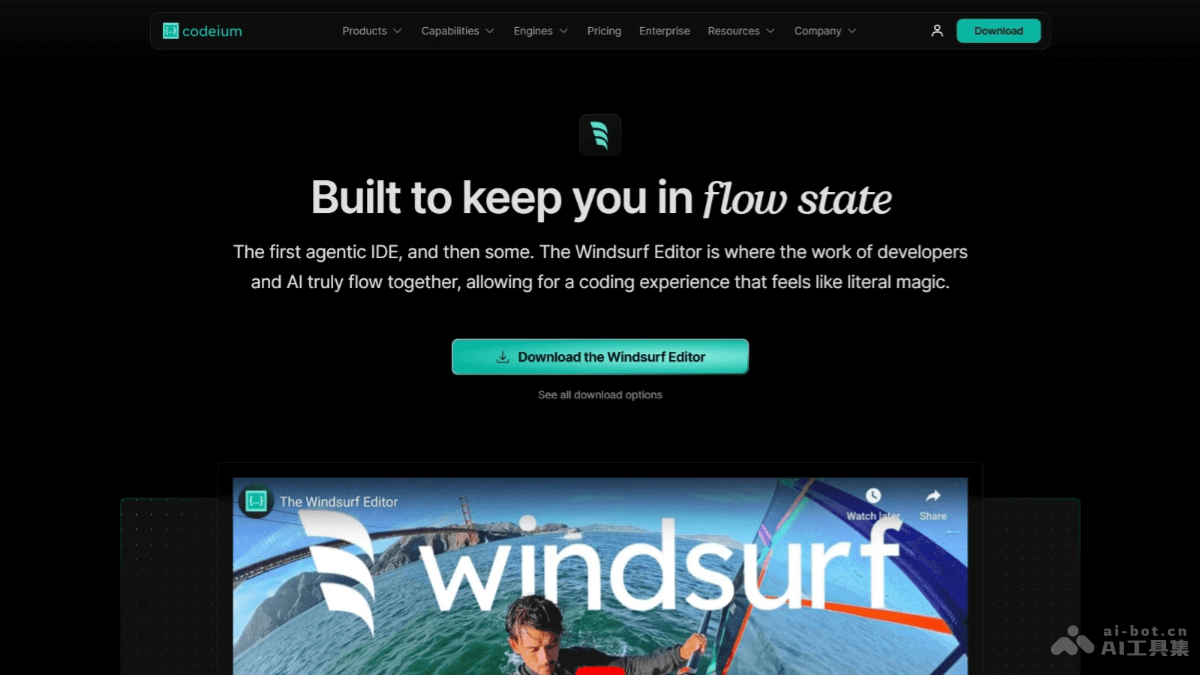 {...} codeium
Products
Capabilities
Engines
Pricing
Enterprise
Resources
Company
Download
Built to keep you in flow state
The first agentic IDE, and then some. The Windsurf Editor is where the work of developers
and AI truly flow together, allowing for a coding experience that feels like literal magic.
Download the Windsurf Editor
See all download options
{...} The Windsurf Editor
Watch later
Share
windsurf
ai-bot.cn
AI工具集